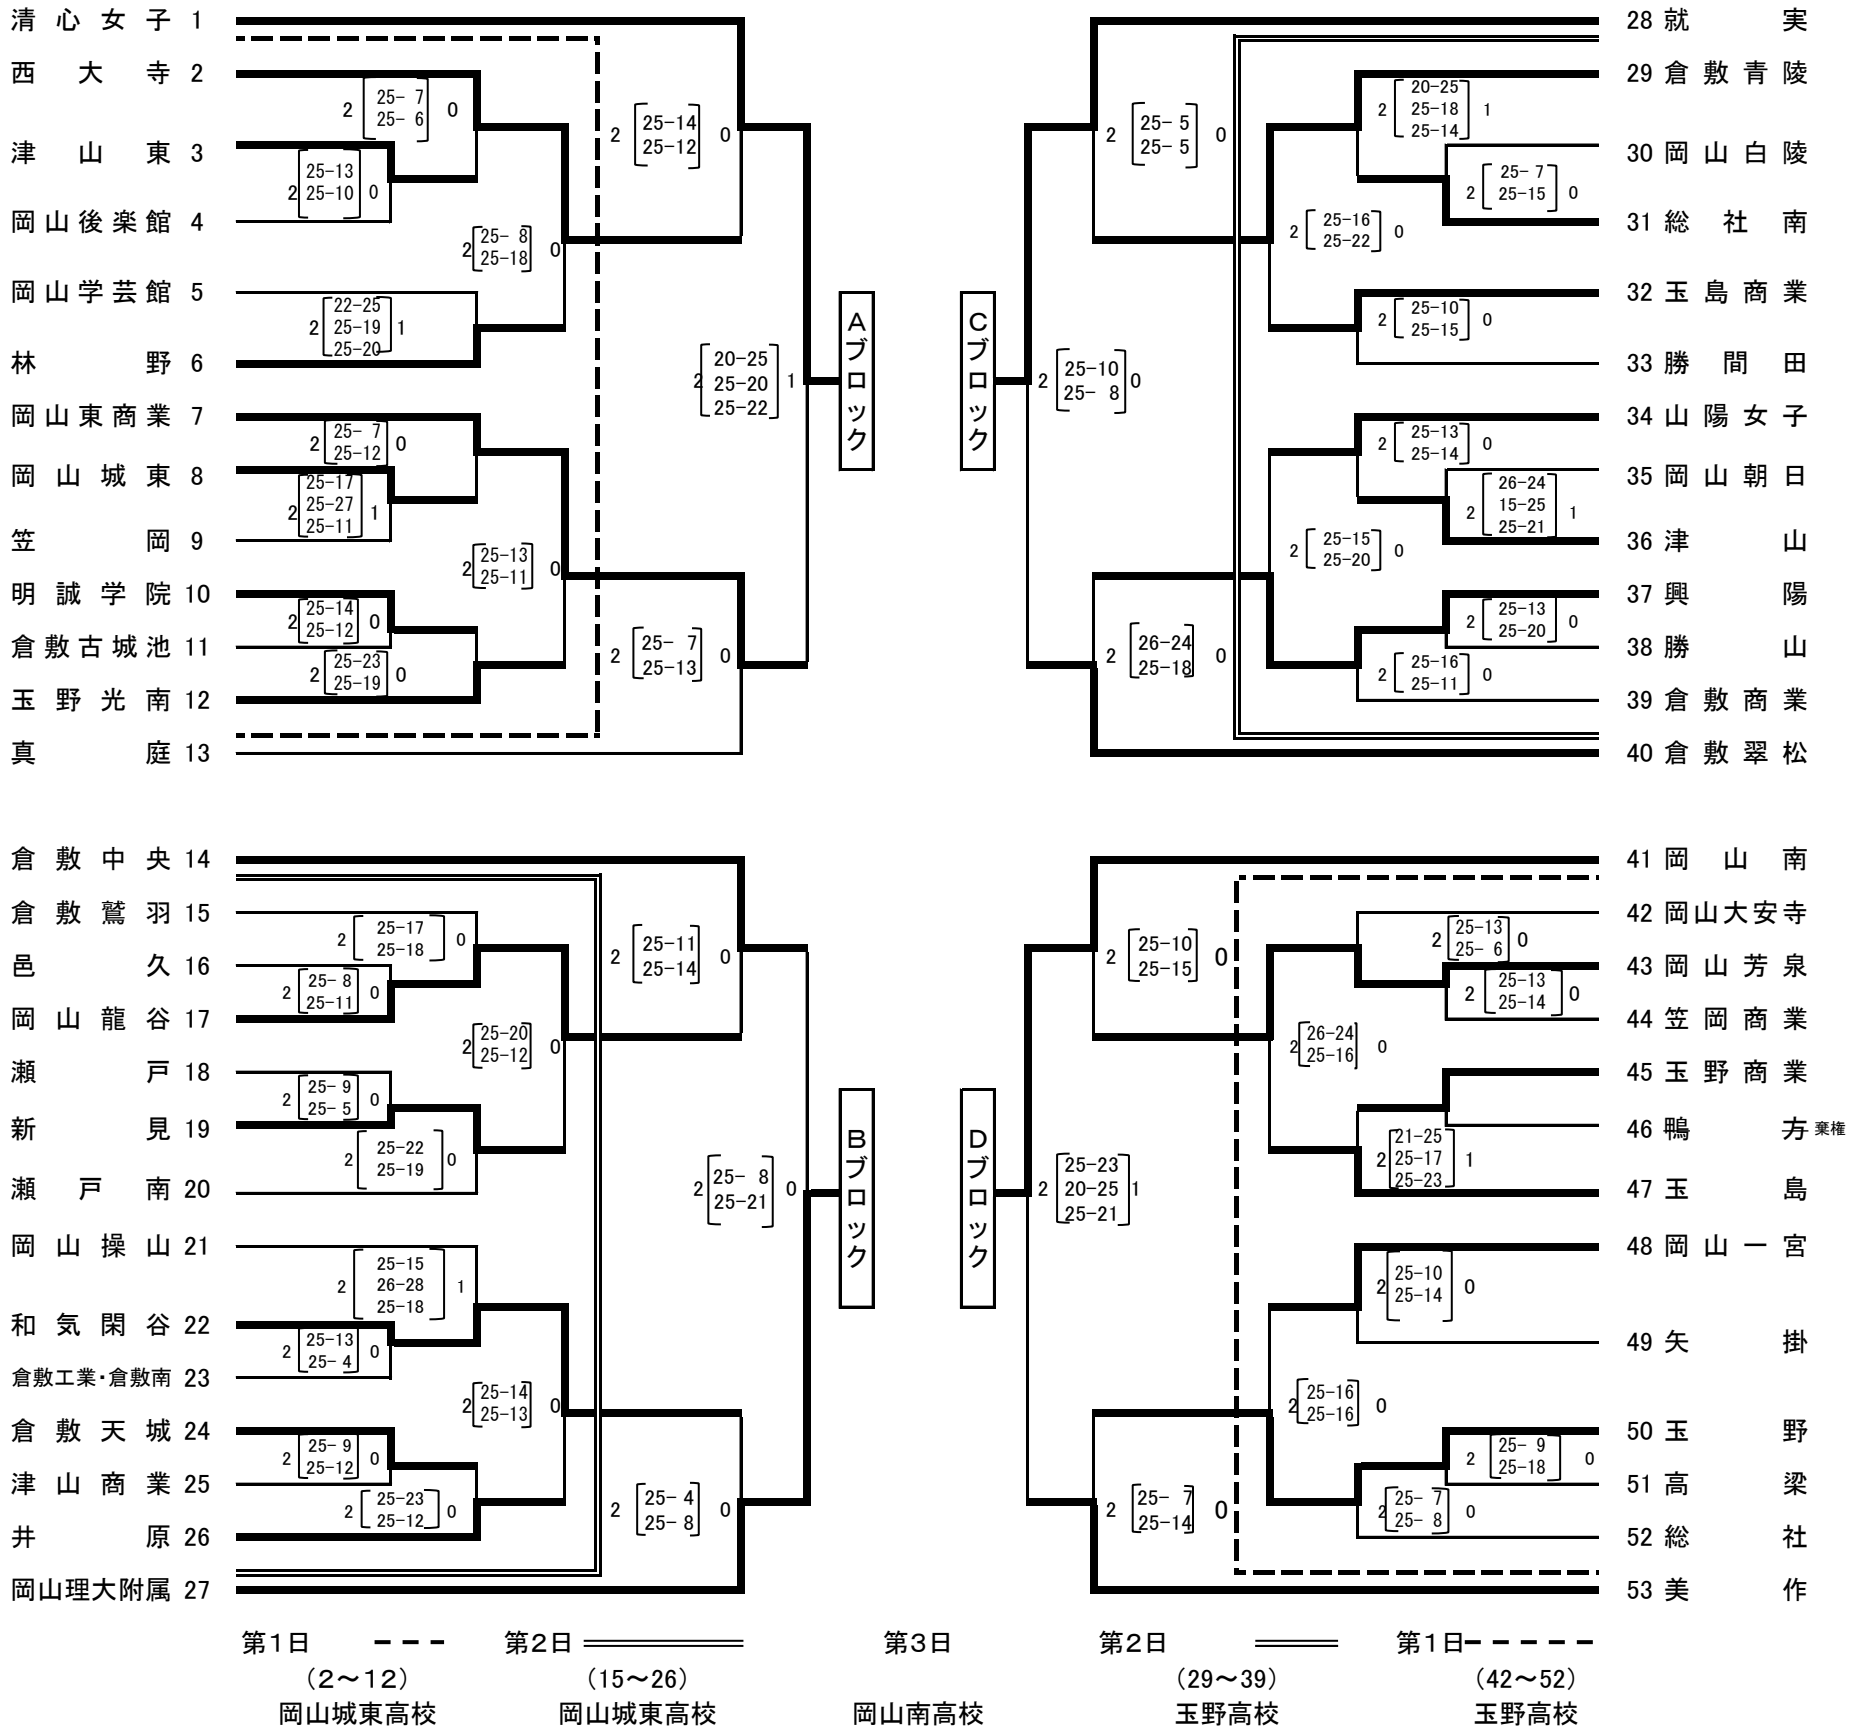 清心女子 1
西大寺 2
2 25- 7 0
25- 6
津山東 3
25-13
2 25-10 0
岡山後楽館 4
2 25-14 0
25-12
2 25- 8 0
25-18
岡山学芸館 5
22-25
2 25-19 1
25-20
林野 6
岡山東商業 7
2 25- 7 0
25-12
岡山城東 8
25-17
2 25-27 1
25-11
笠岡 9
2 25-13 0
25-11
明誠学院 10
2 25-14 0
25-12
倉敷古城池 11
2 25-23 0
25-19
玉野光南 12
2 25- 7 0
25-13
真庭 13
20-25
2 25-20 1
25-22
Aブロック
28 就実
29 倉敷青陵
20-25
2 25-18 1
25-14
30 岡山白陵
2 25- 7 0
25-15
31 総社南
2 25- 5 0
25- 5
2 25-16 0
25-22
32 玉島商業
2 25-10 0
25-15
33 勝間田
34 山陽女子
2 25-13 0
25-14
35 岡山朝日
26-24
2 15-25 1
25-21
36 津山
2 25-15 0
25-20
37 興陽
2 25-13 0
25-20
38 勝山
2 25-16 0
25-11
39 倉敷商業
2 26-24 0
25-18
40 倉敷翠松
2 25-10 0
25- 8
Cブロック
倉敷中央 14
倉敷鷲羽 15
2 25-17 0
25-18
邑久 16
2 25- 8 0
25-11
岡山龍谷 17
2 25-11 0
25-14
2 25-20 0
25-12
瀬戸 18
2 25- 9 0
25- 5
新見 19
2 25-22 0
25-19
瀬戸南 20
岡山操山 21
25-15
2 26-28 1
25-18
和気閑谷 22
2 25-13 0
25- 4
倉敷工業・倉敷南 23
2 25-14 0
25-13
倉敷天城 24
2 25- 9 0
25-12
津山商業 25
2 25-23 0
25-12
井原 26
2 25- 4 0
25- 8
岡山理大附属 27
2 25- 8 0
25-21
Bブロック
41 岡山南
42 岡山大安寺
2 25-13 0
25- 6
43 岡山芳泉
2 25-13 0
25-14
44 笠岡商業
2 25-10 0
25-15
2 26-24 0
25-16
45 玉野商業
46 鴨方 棄権
21-25
2 25-17 1
25-23
47 玉島
48 岡山一宮
2 25-10 0
25-14
49 矢掛
2 25-16 0
25-16
50 玉野
2 25- 9 0
25-18
51 高梁
2 25- 7 0
25- 8
52 総社
2 25- 7 0
25-14
53 美作
25-23
2 20-25 1
25-21
Dブロック
第1日 第2日 第3日 第2日 第1日
（2～12） （15～26） （29～39） （42～52）
岡山城東高校 岡山城東高校 岡山南高校 玉野高校 玉野高校